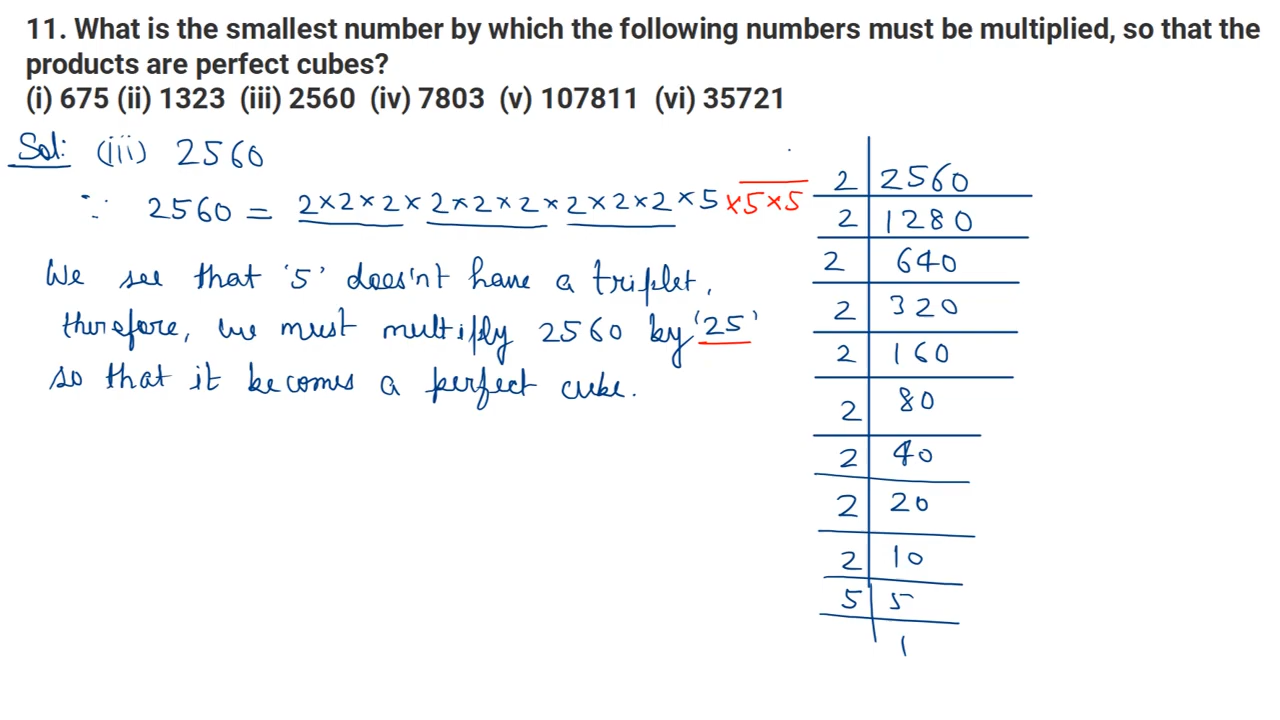 11. What is the smallest number by which the following numbers must be multiplied, so that the
products are perfect cubes?
(i) 675 (ii) 1323 (iii) 2560 (iv) 7803 (v) 107811 (vi) 35721
Sol: (iii) 2560
∵ 2560 = 2×2×2× 2×2×2× 2×2×2 ×5 ×5×5
We see that '5' does'nt have a triplet,
therefore, we must multiply 2560 by '25'
so that it becomes a perfect cube.
2 2560
2 1280
2 640
2 320
2 160
2 80
2 40
2 20
2 10
5 5
1